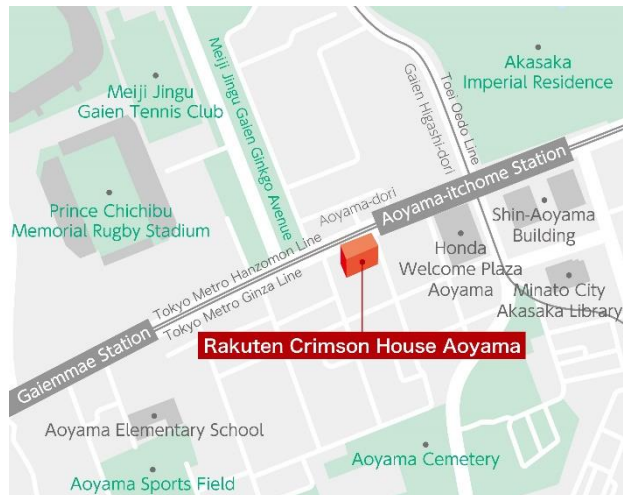 Akasaka
Imperial Residence
Meiji Jingu
Gaien Tennis Club
Meiji Jingu Gaien Ginkgo Avenue
Toei Oedo Line
Gaien Higashi-dori
Aoyama-dori
Aoyama-itchome Station
Prince Chichibu
Memorial Rugby Stadium
Shin-Aoyama
Building
Honda
Welcome Plaza
Aoyama
Minato City
Akasaka Library
Tokyo Metro Hanzomon Line
Tokyo Metro Ginza Line
Rakuten Crimson House Aoyama
Gaiemmae Station
Aoyama Elementary School
Aoyama Cemetery
Aoyama Sports Field